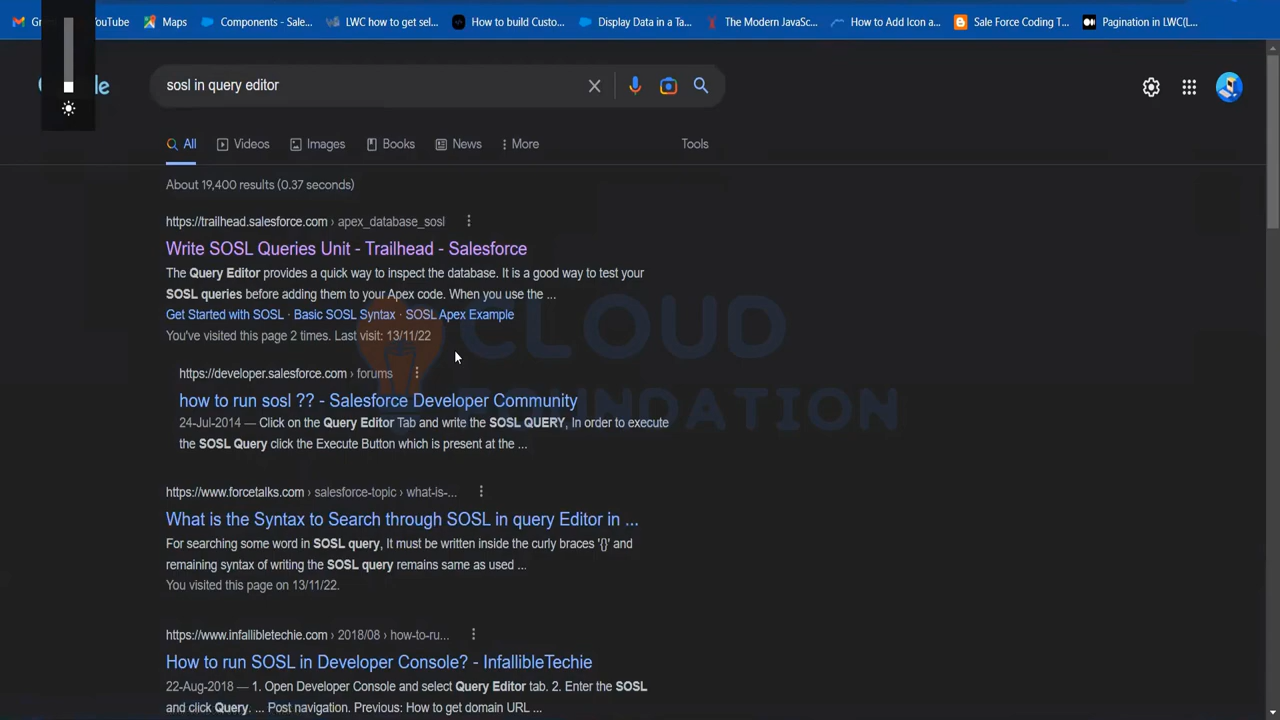 Gr YouTube Maps Components - Sale... LWC how to get sel... How to build Custo... Display Data in a Ta... The Modern JavaSc... How to Add Icon a... Sale Force Coding T... Pagination in LWC(L...
sosl in query editor
All Videos Images Books News More Tools
About 19,400 results (0.37 seconds)
https://trailhead.salesforce.com › apex_database_sosl
Write SOSL Queries Unit - Trailhead - Salesforce
The Query Editor provides a quick way to inspect the database. It is a good way to test your
SOSL queries before adding them to your Apex code. When you use the ...
Get Started with SOSL · Basic SOSL Syntax · SOSL Apex Example
You've visited this page 2 times. Last visit: 13/11/22
https://developer.salesforce.com › forums
how to run sosl ?? - Salesforce Developer Community
24-Jul-2014 — Click on the Query Editor Tab and write the SOSL QUERY, In order to execute
the SOSL Query click the Execute Button which is present at the ...
https://www.forcetalks.com › salesforce-topic › what-is-...
What is the Syntax to Search through SOSL in query Editor in ...
For searching some word in SOSL query, It must be written inside the curly braces '{}' and
remaining syntax of writing the SOSL query remains same as used ...
You visited this page on 13/11/22.
https://www.infallibletechie.com › 2018/08 › how-to-ru...
How to run SOSL in Developer Console? - InfallibleTechie
22-Aug-2018 — 1. Open Developer Console and select Query Editor tab. 2. Enter the SOSL
and click Query. ... Post navigation. Previous: How to get domain URL ...
CLOUD
FOUNDATION